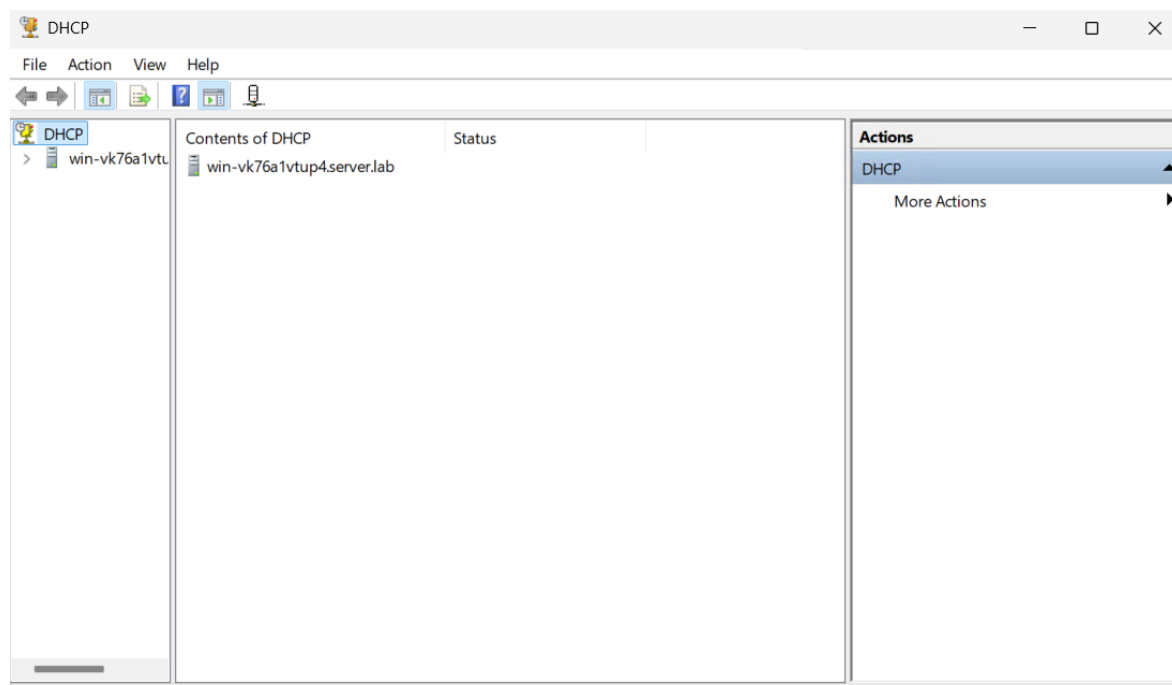 DHCP
File Action View Help
DHCP
win-vk76a1vtu
Contents of DHCP Status
win-vk76a1vtup4.server.lab
Actions
DHCP
More Actions